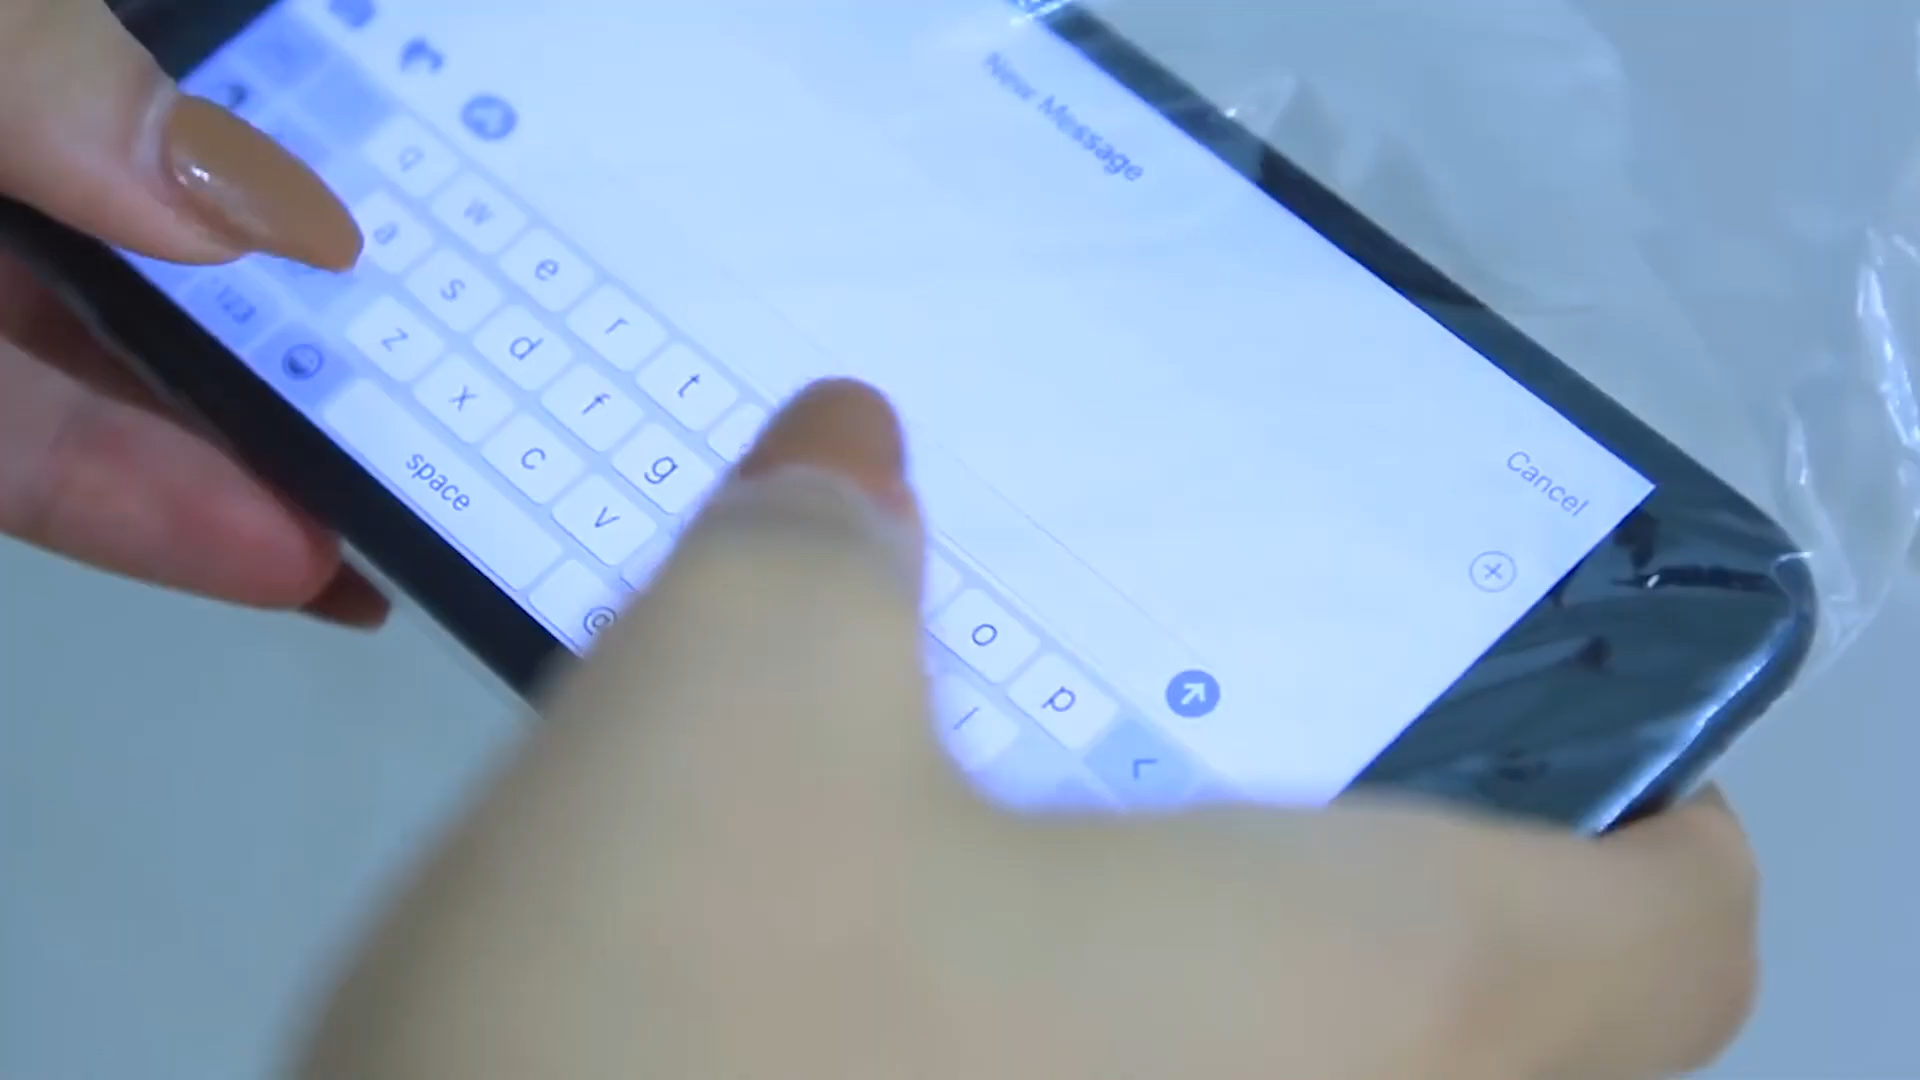 New Message
Cancel
q w e r t o p
a s d f g l
z x c v
123 space @